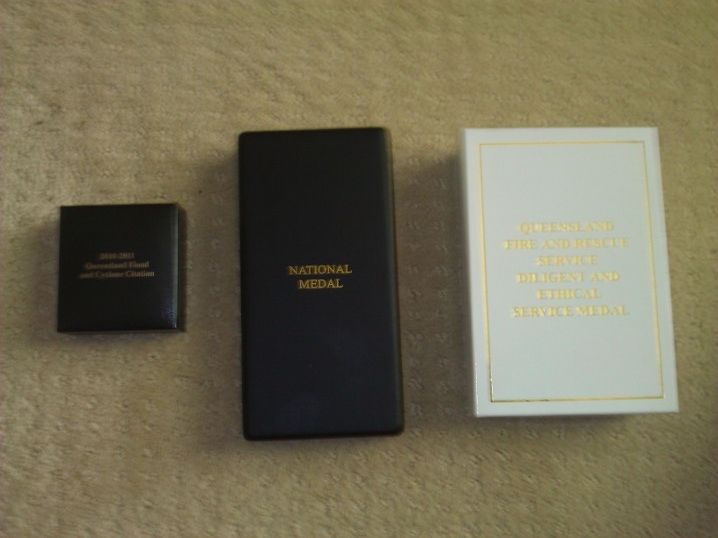 2010-2011
Queensland Flood
and Cyclone Citation
NATIONAL
MEDAL
QUEENSLAND
FIRE AND RESCUE
SERVICE
DILIGENT AND
ETHICAL
SERVICE MEDAL